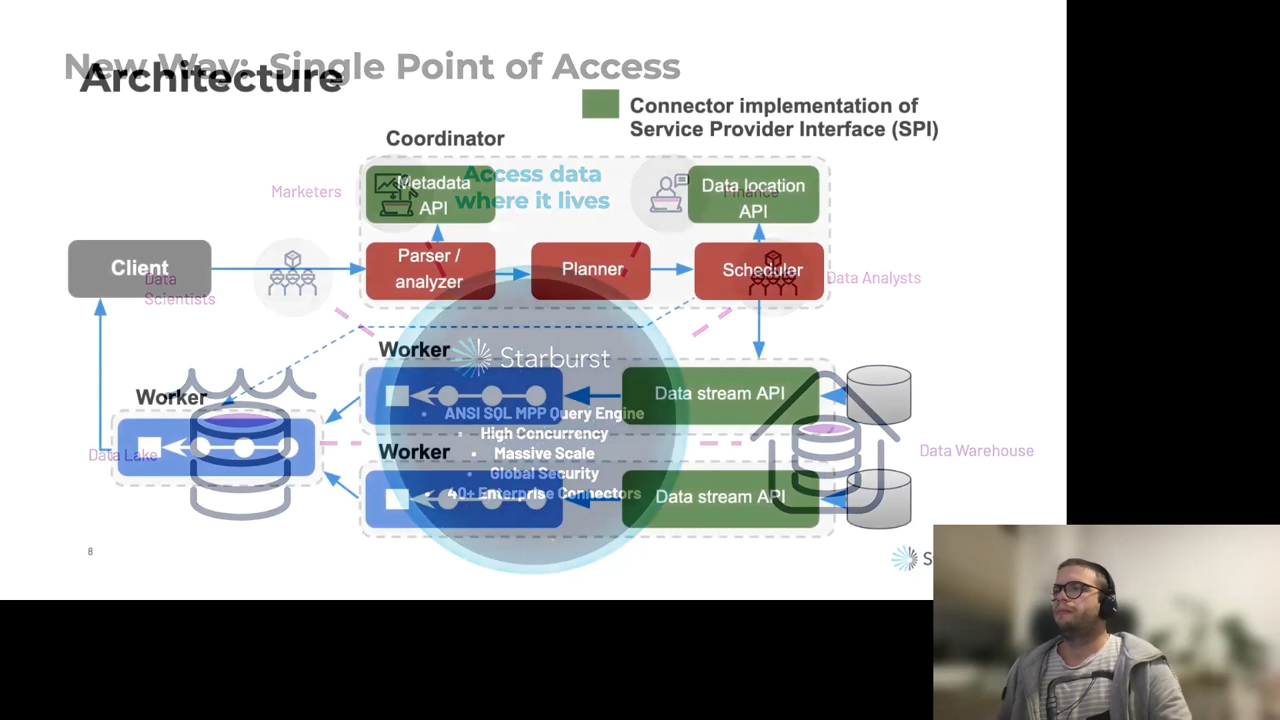 New Way: Single Point of Access
Architecture
Connector implementation of
Service Provider Interface (SPI)
Coordinator
Access data
where it lives
Marketers
Metadata
API
Data location
API
Finance
Client
Parser /
analyzer
Planner
Scheduler
Data
Scientists
Data Analysts
Worker
Starburst
Worker
Data stream API
ANSI SQL MPP Query Engine
High Concurrency
Massive Scale
Global Security
40+ Enterprise Connectors
Data Lake
Worker
Data stream API
Data Warehouse
8
S